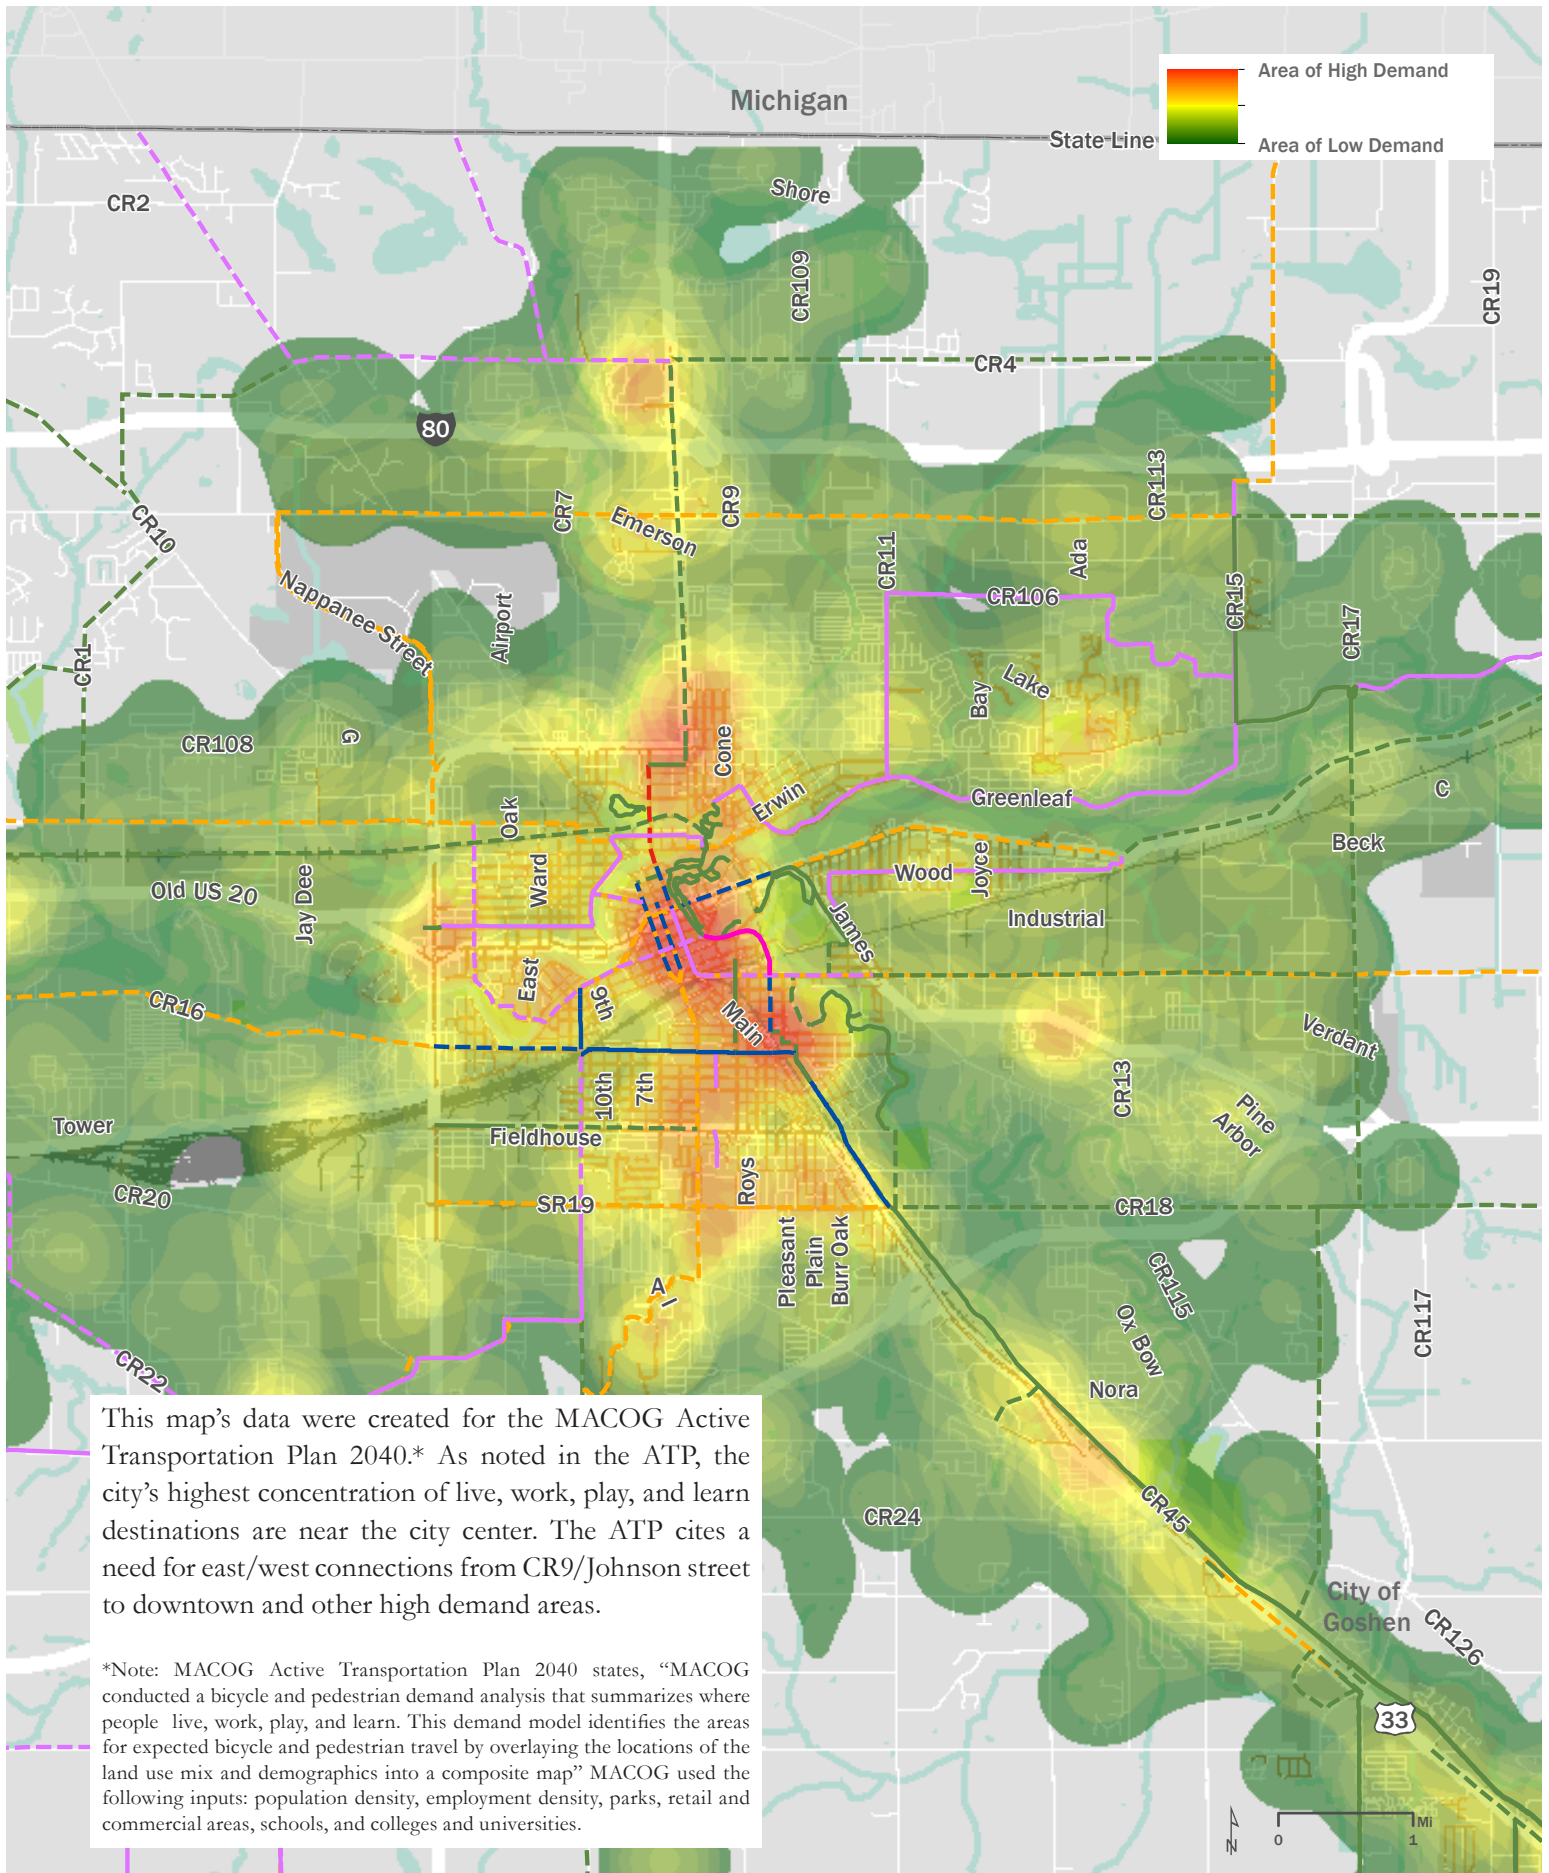 Area of High Demand
Michigan
State Line
Area of Low Demand
CR2
Shore
CR109
CR19
CR4
80
CR113
CR7
CR9
Emerson
CR10
CR11
Ada
Nappanee Street
Airport
CR106
CR15
CR17
CR1
Lake
Bay
CR108
G
Cone
C
Oak
Erwin
Greenleaf
Beck
Ward
Wood
Joyce
Old US 20
Jay Dee
James
Industrial
East
9th
CR16
Main
Verdant
10th
7th
CR13
Pine
Arbor
Tower
Fieldhouse
Roys
CR20
SR19
CR18
Pleasant
Plain
Burr Oak
A
CR115
CR117
Ox Bow
CR22
Nora
This map's data were created for the MACOG Active
Transportation Plan 2040.* As noted in the ATP, the
city's highest concentration of live, work, play, and learn
destinations are near the city center. The ATP cites a
need for east/west connections from CR9/Johnson street
to downtown and other high demand areas.
CR24
CR45
City of
Goshen
CR126
*Note: MACOG Active Transportation Plan 2040 states, “MACOG
conducted a bicycle and pedestrian demand analysis that summarizes where
people live, work, play, and learn. This demand model identifies the areas
for expected bicycle and pedestrian travel by overlaying the locations of the
land use mix and demographics into a composite map” MACOG used the
following inputs: population density, employment density, parks, retail and
commercial areas, schools, and colleges and universities.
33
N
Mi
0
1